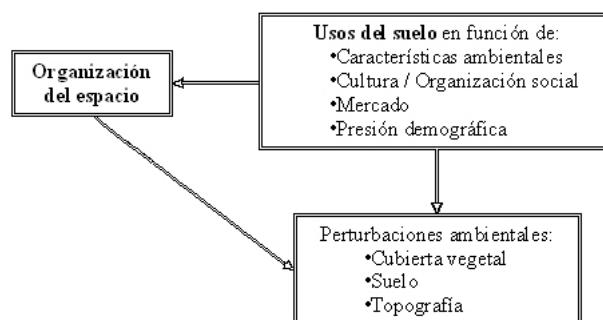 Usos del suelo en función de:
•Características ambientales
•Cultura / Organización social
•Mercado
•Presión demográfica
Organización
del espacio
Perturbaciones ambientales:
•Cubierta vegetal
•Suelo
•Topografía